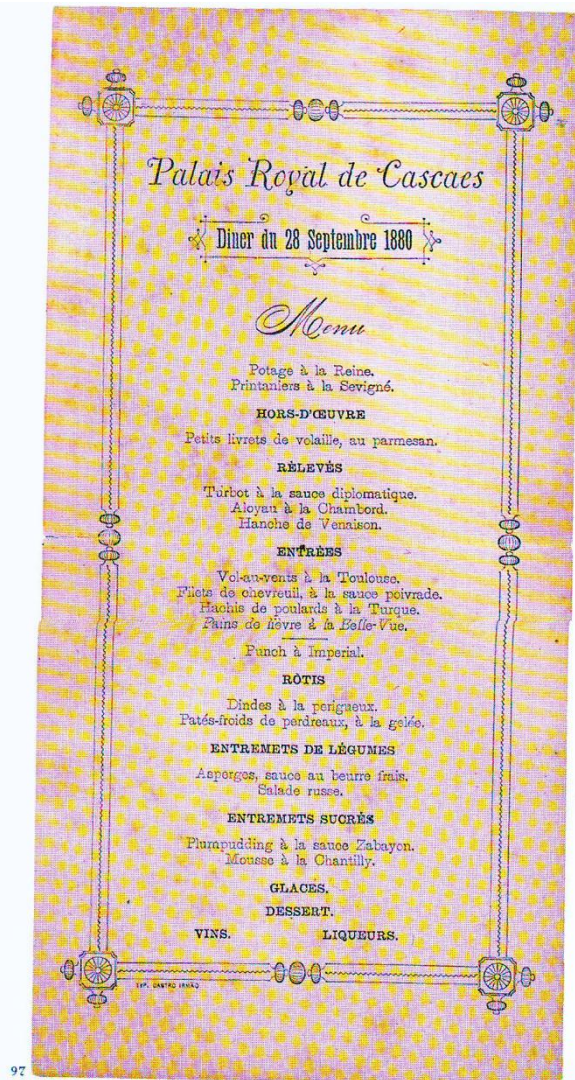 Palais Royal de Cascaes
Diner du 28 Septembre 1880
Menu
Potage à la Reine.
Printaniers à la Sevigné.
HORS-D'ŒUVRE
Petits livrets de volaille, au parmesan.
RELEVÉS
Turbot à la sauce diplomatique.
Aloyau à la Chambord.
Hanche de Venaison.
ENTRÉES
Vol-au-vents à la Toulouse.
Filets de chevreuil, à la sauce poivrade.
Hachis de poulards à la Turque.
Pains de lièvre à la Belle-Vue.
Punch à Imperial.
RÔTIS
Dindes à la perigueux.
Patés-froids de perdreaux, à la gelée.
ENTREMETS DE LÉGUMES
Asperges, sauce au beurre frais.
Salade russe.
ENTREMETS SUCRÉS
Plumpudding à la sauce Zabayon.
Mousse à la Chantilly.
GLACES.
DESSERT.
VINS. LIQUEURS.
TYP. CASTRO IRMÃO
97